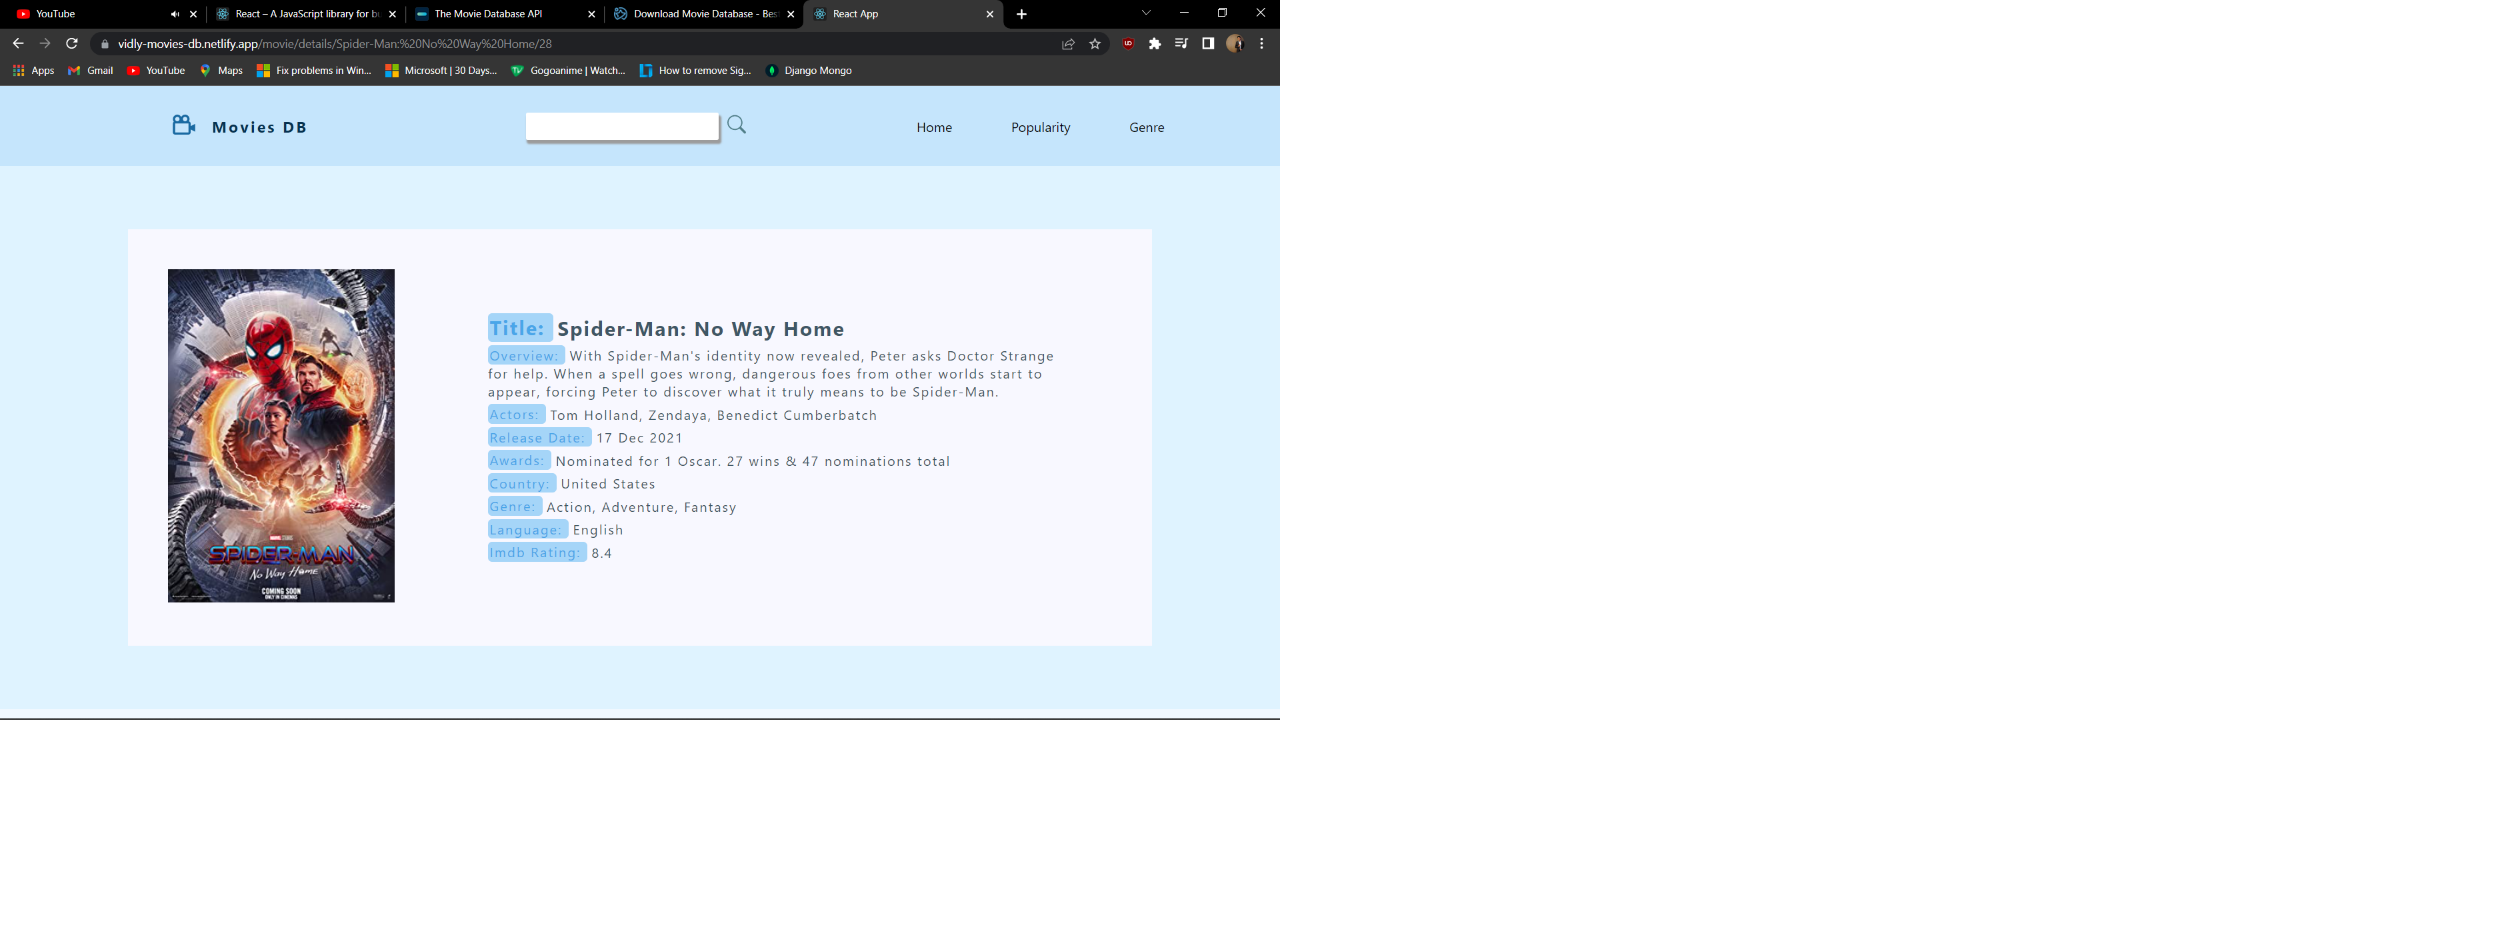 YouTube
React – A JavaScript library for bu
The Movie Database API
Download Movie Database - Bes
React App
vidly-movies-db.netlify.app/movie/details/Spider-Man:%20No%20Way%20Home/28
Apps
Gmail
YouTube
Maps
Fix problems in Win...
Microsoft | 30 Days...
Gogoanime | Watch...
How to remove Sig...
Django Mongo
Movies DB
Home
Popularity
Genre
Title: Spider-Man: No Way Home
Overview: With Spider-Man's identity now revealed, Peter asks Doctor Strange
for help. When a spell goes wrong, dangerous foes from other worlds start to
appear, forcing Peter to discover what it truly means to be Spider-Man.
Actors: Tom Holland, Zendaya, Benedict Cumberbatch
Release Date: 17 Dec 2021
Awards: Nominated for 1 Oscar. 27 wins & 47 nominations total
Country: United States
Genre: Action, Adventure, Fantasy
Language: English
Imdb Rating: 8.4
SPIDER-MAN
No Way Home
COMING SOON
ONLY IN CINEMAS